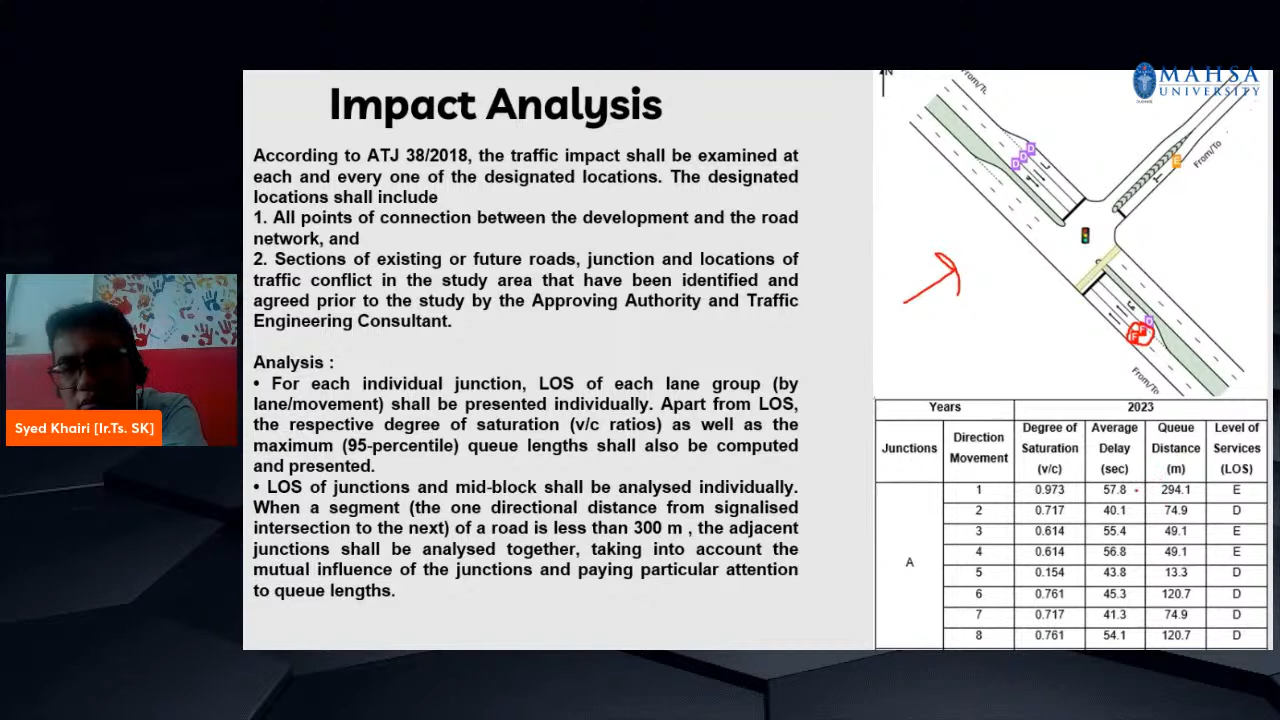 MAHSA
UNIVERSITY
Impact Analysis
According to ATJ 38/2018, the traffic impact shall be examined at
each and every one of the designated locations. The designated
locations shall include
1. All points of connection between the development and the road
network, and
2. Sections of existing or future roads, junction and locations of
traffic conflict in the study area that have been identified and
agreed prior to the study by the Approving Authority and Traffic
Engineering Consultant.
Analysis :
• For each individual junction, LOS of each lane group (by
lane/movement) shall be presented individually. Apart from LOS,
the respective degree of saturation (v/c ratios) as well as the
maximum (95-percentile) queue lengths shall also be computed
and presented.
• LOS of junctions and mid-block shall be analysed individually.
When a segment (the one directional distance from signalised
intersection to the next) of a road is less than 300 m , the adjacent
junctions shall be analysed together, taking into account the
mutual influence of the junctions and paying particular attention
to queue lengths.
Syed Khairi [Ir.Ts. SK]
N
From/To
D D D
E
From/To
D
F F
From/To
Years 2023
Junctions Direction Movement Degree of Saturation (v/c) Average Delay (sec) Queue Distance (m) Level of Services (LOS)
A
1 0.973 57.8 294.1 E
2 0.717 40.1 74.9 D
3 0.614 55.4 49.1 E
4 0.614 56.8 49.1 E
5 0.154 43.8 13.3 D
6 0.761 45.3 120.7 D
7 0.717 41.3 74.9 D
8 0.761 54.1 120.7 D